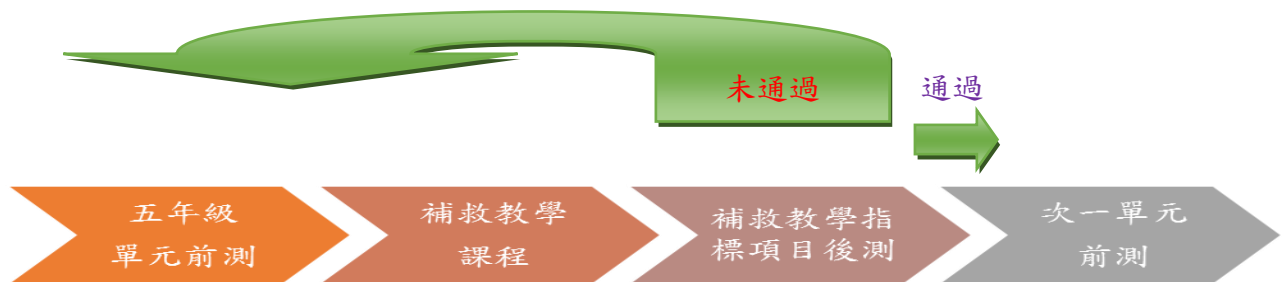 未通過
通過
五年級
單元前測
補救教學
課程
補救教學指
標項目後測
次一單元
前測